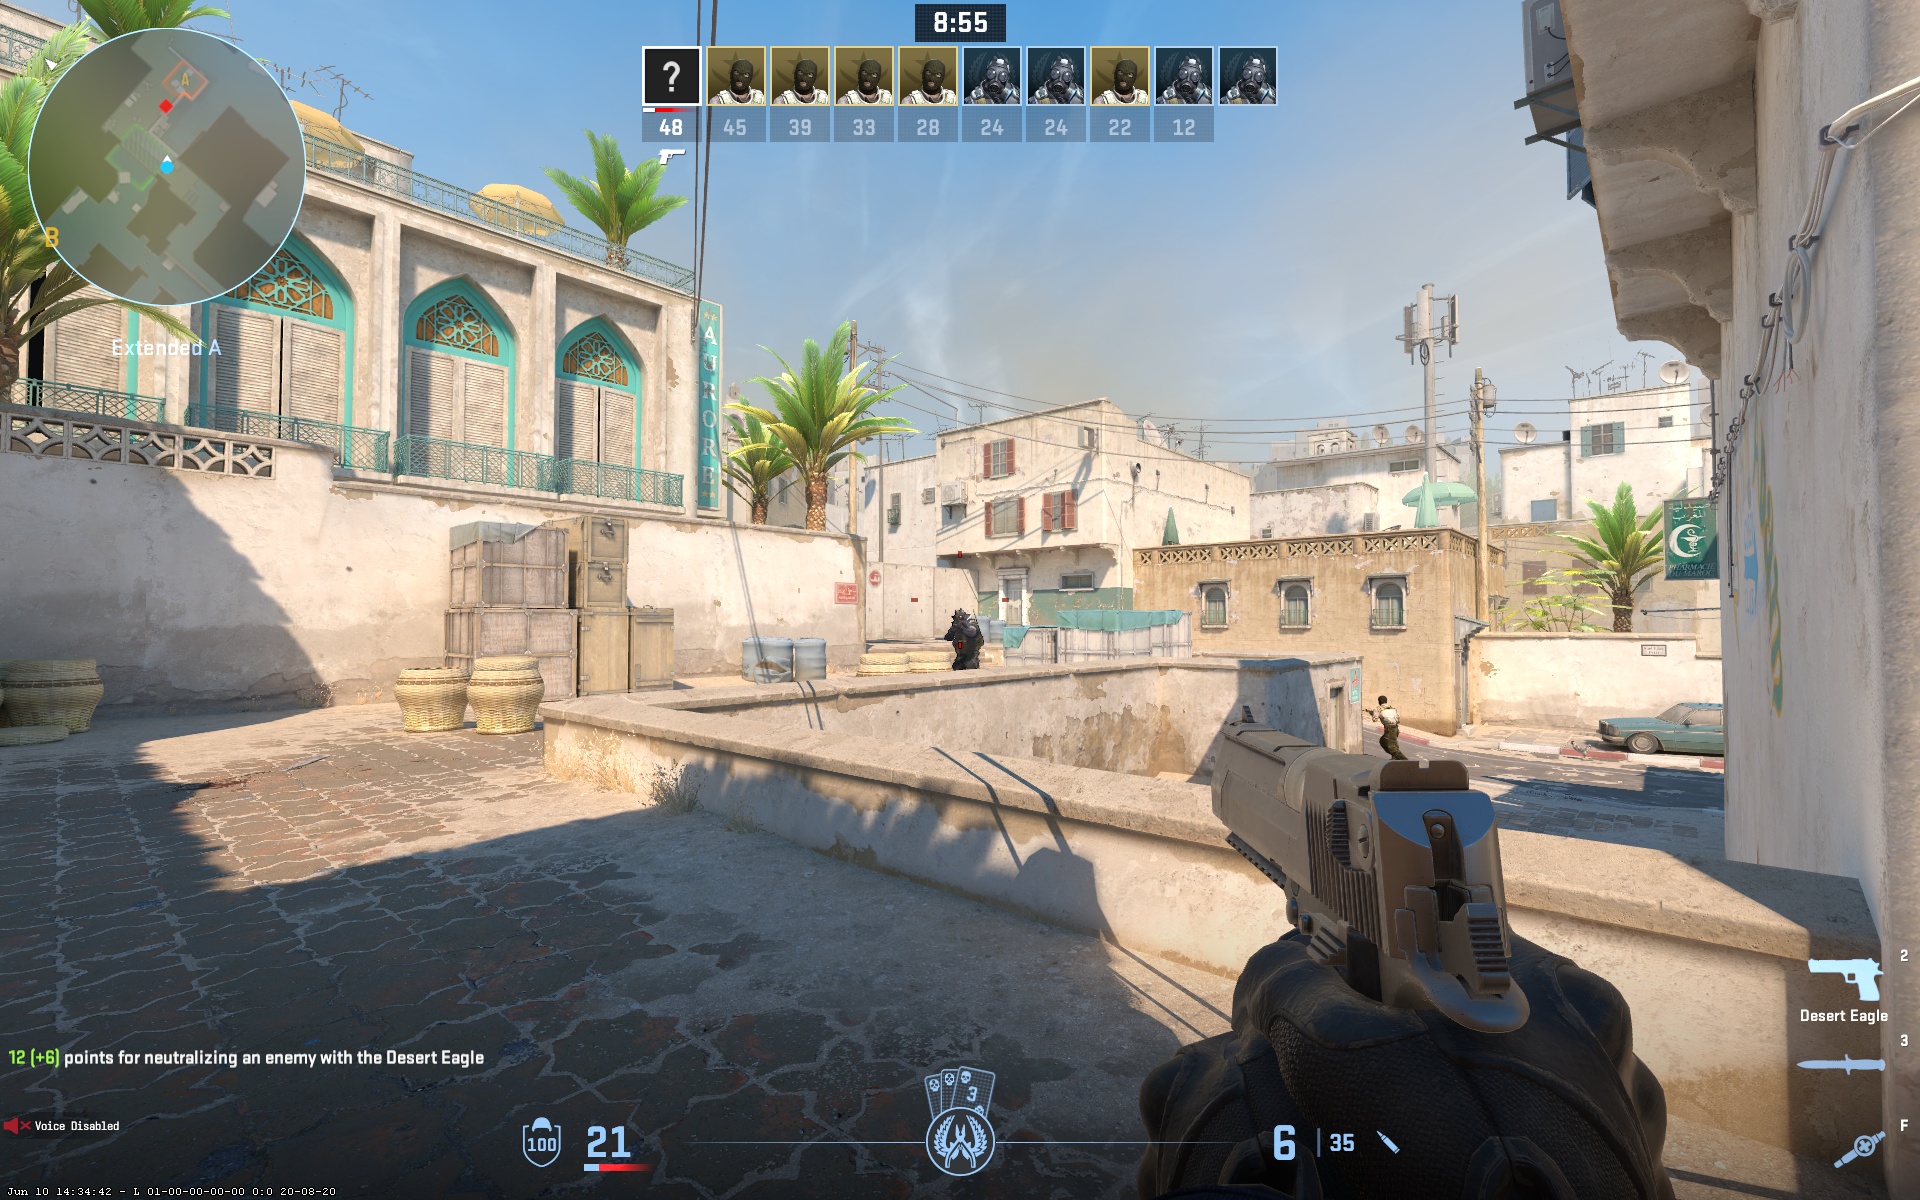 8:55
?
48 45 39 33 28 24 24 22 12
A
B
Extended A
AURORE
PHARMACIE
2
Desert Eagle
3
12 (+6) points for neutralizing an enemy with the Desert Eagle
3
Voice Disabled
F
100 21
6 | 35
Jun 10 14:34:42 - L 01-00-00-00-00 0:0 20-08-20